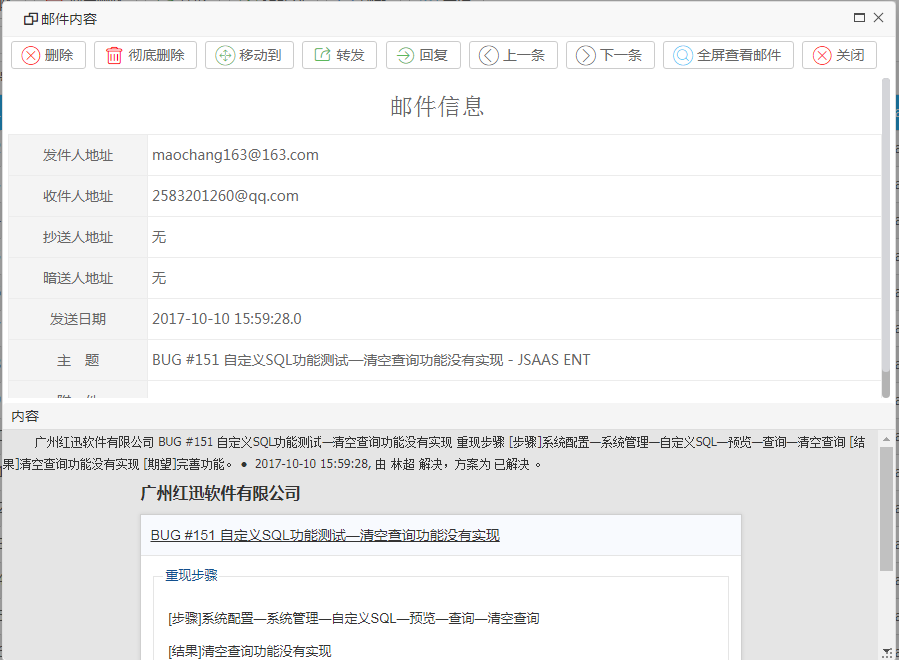 邮件内容
删除 彻底删除 移动到 转发 回复 上一条 下一条 全屏查看邮件 关闭
邮件信息
发件人地址 maochang163@163.com
收件人地址 2583201260@qq.com
抄送人地址 无
暗送人地址 无
发送日期 2017-10-10 15:59:28.0
主 题 BUG #151 自定义SQL功能测试—清空查询功能没有实现 - JSAAS ENT
内容
广州红迅软件有限公司 BUG #151 自定义SQL功能测试—清空查询功能没有实现 重现步骤 [步骤]系统配置—系统管理—自定义SQL—预览—查询—清空查询 [结
果]清空查询功能没有实现 [期望]完善功能。 ● 2017-10-10 15:59:28, 由 林超 解决，方案为 已解决 。
广州红迅软件有限公司
BUG #151 自定义SQL功能测试—清空查询功能没有实现
重现步骤
[步骤]系统配置—系统管理—自定义SQL—预览—查询—清空查询
[结果]清空查询功能没有实现